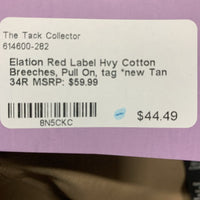 The Tack Collector
614600-282
Elation Red Label Hvy Cotton
Breeches, Pull On, tag *new Tan
34R MSRP: $59.99
8N5CKC
$44.49